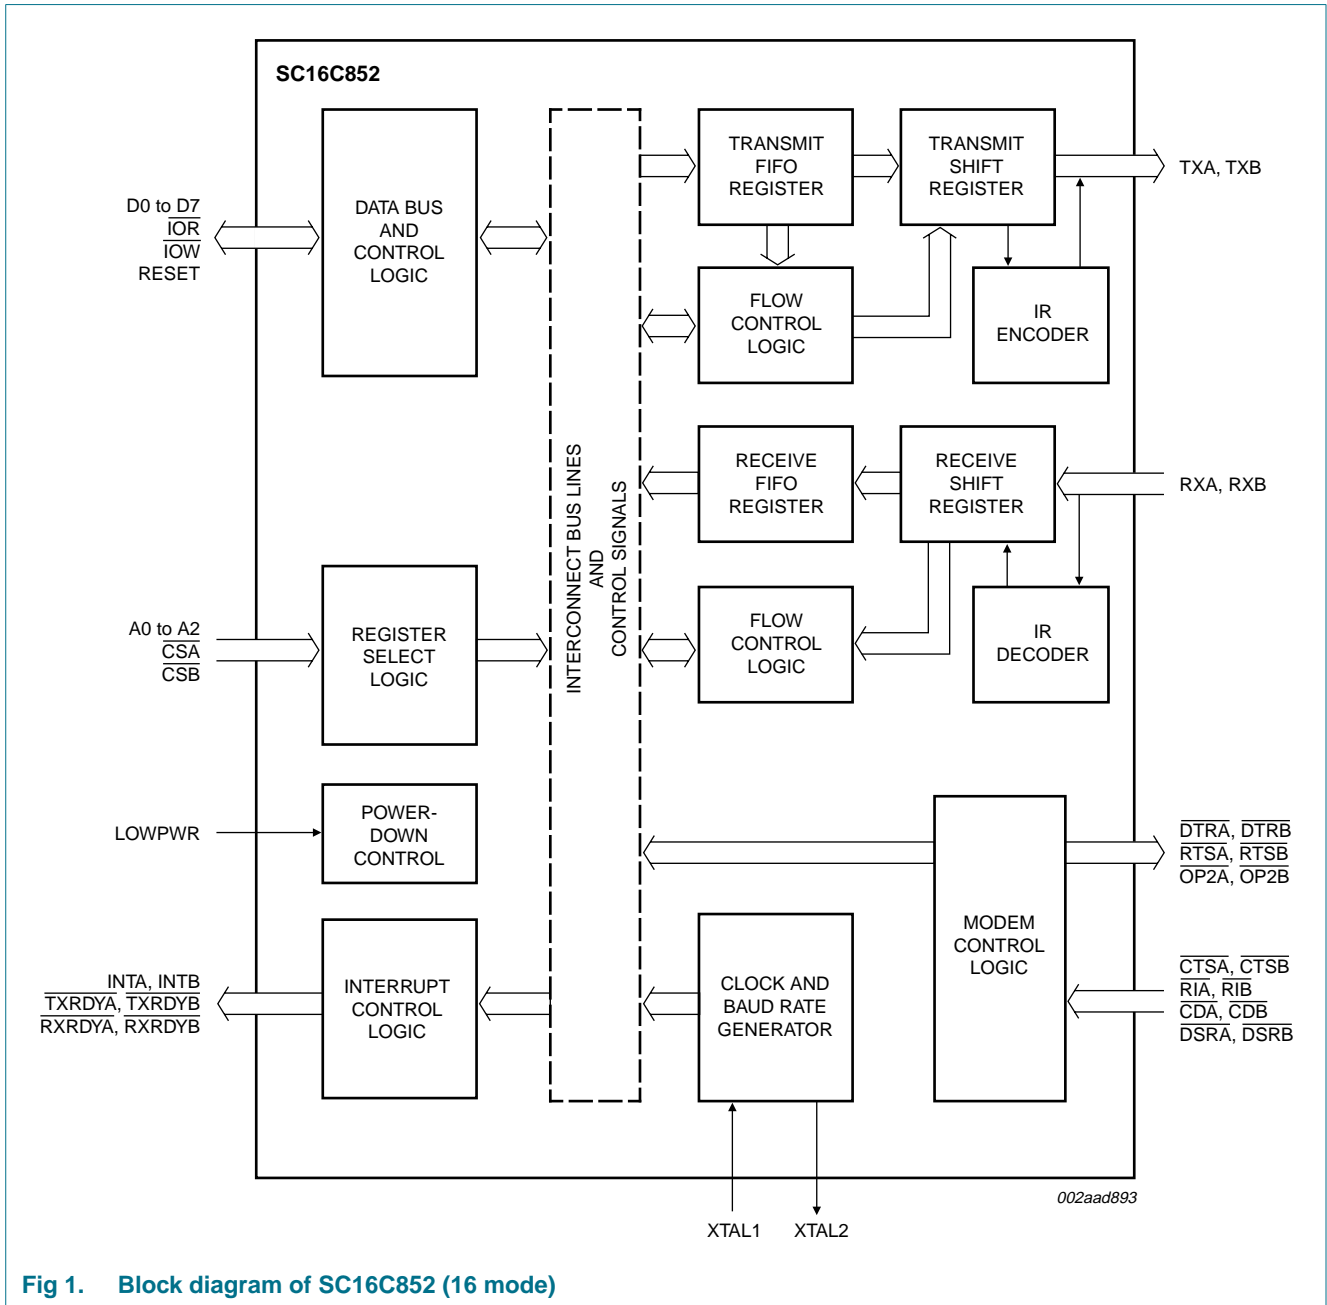 SC16C852
D0 to D7
IOR
IOW
RESET
DATA BUS
AND
CONTROL
LOGIC
A0 to A2
CSA
CSB
REGISTER
SELECT
LOGIC
LOWPWR
POWER-
DOWN
CONTROL
INTA, INTB
TXRDYA, TXRDYB
RXRDYA, RXRDYB
INTERRUPT
CONTROL
LOGIC
INTERCONNECT BUS LINES
AND
CONTROL SIGNALS
TRANSMIT
FIFO
REGISTER
TRANSMIT
SHIFT
REGISTER
TXA, TXB
FLOW
CONTROL
LOGIC
IR
ENCODER
RECEIVE
FIFO
REGISTER
RECEIVE
SHIFT
REGISTER
RXA, RXB
FLOW
CONTROL
LOGIC
IR
DECODER
DTRA, DTRB
RTSA, RTSB
OP2A, OP2B
MODEM
CONTROL
LOGIC
CTSA, CTSB
RIA, RIB
CDA, CDB
DSRA, DSRB
CLOCK AND
BAUD RATE
GENERATOR
XTAL1
XTAL2
002aad893
Fig 1. Block diagram of SC16C852 (16 mode)